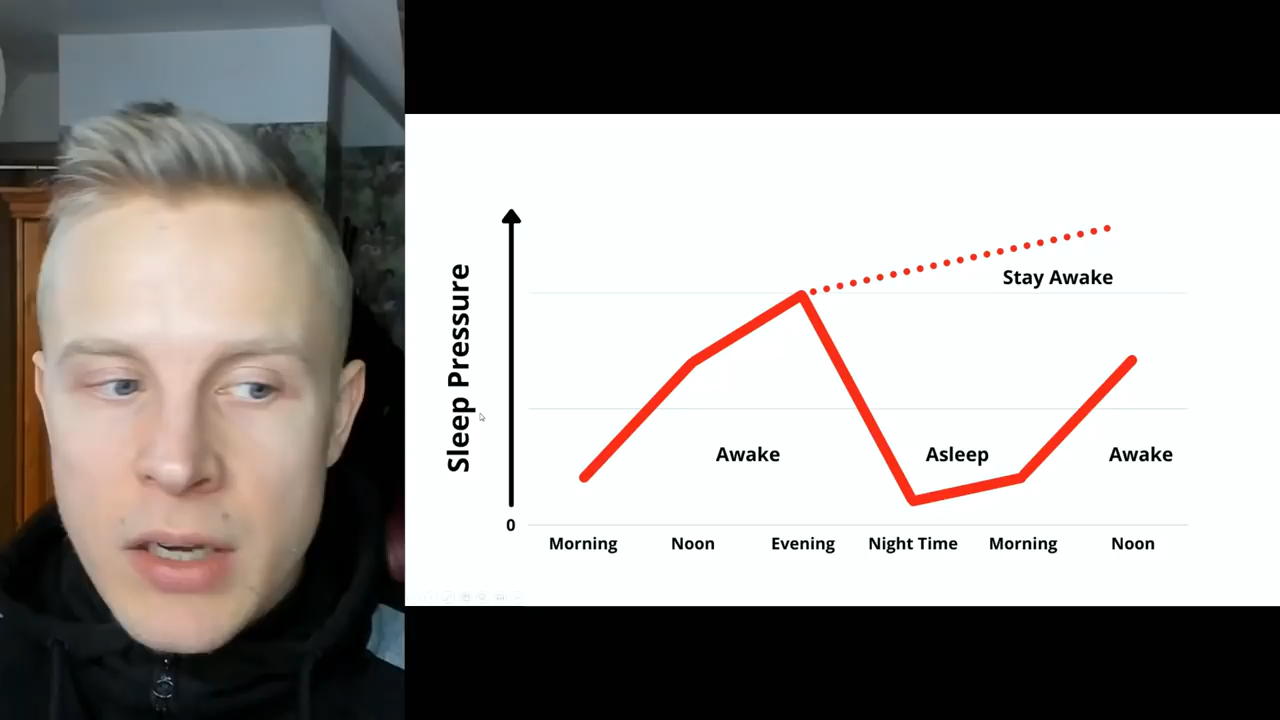 Sleep Pressure
Stay Awake
Awake
Asleep
Awake
0
Morning
Noon
Evening
Night Time
Morning
Noon